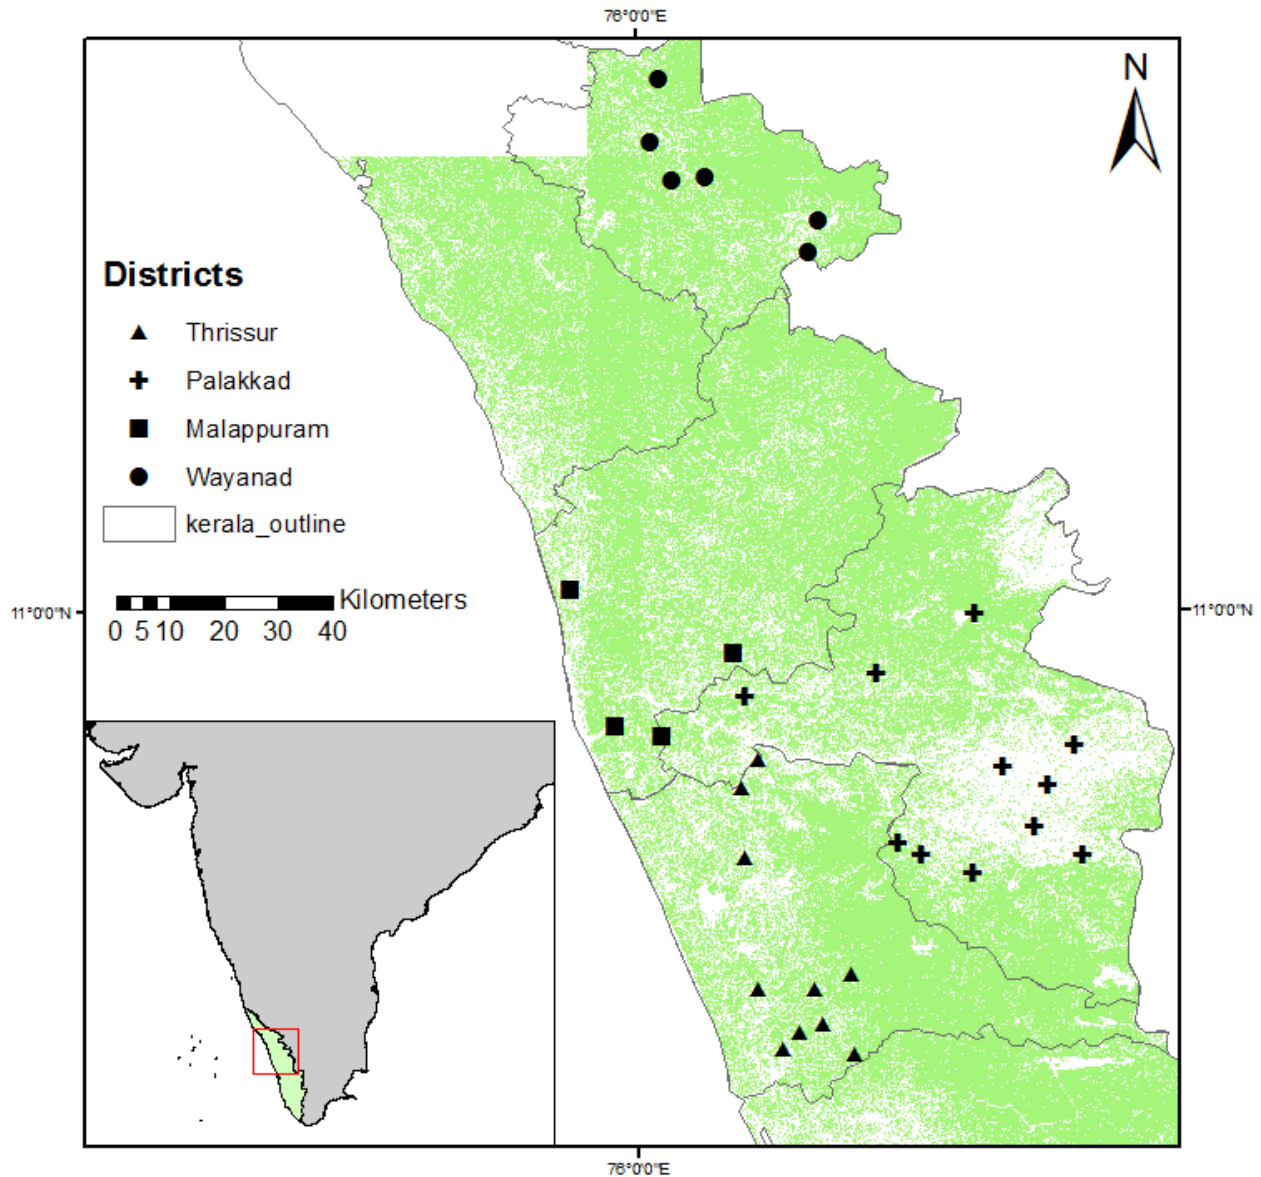 76°0'0"E
N
Districts
Thrissur
Palakkad
Malappuram
Wayanad
kerala_outline
Kilometers
0 5 10 20 30 40
11°0'0"N
11°0'0"N
76°0'0"E